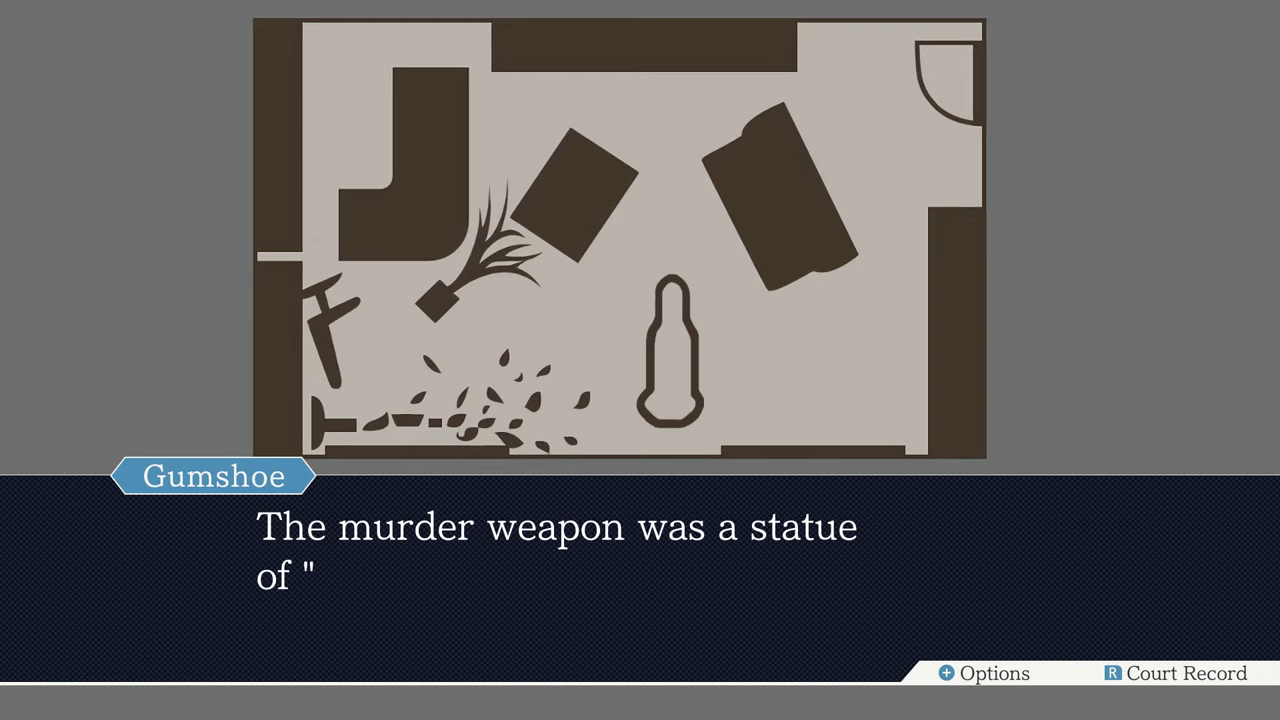 Gumshoe
The murder weapon was a statue
of "
Options
R Court Record